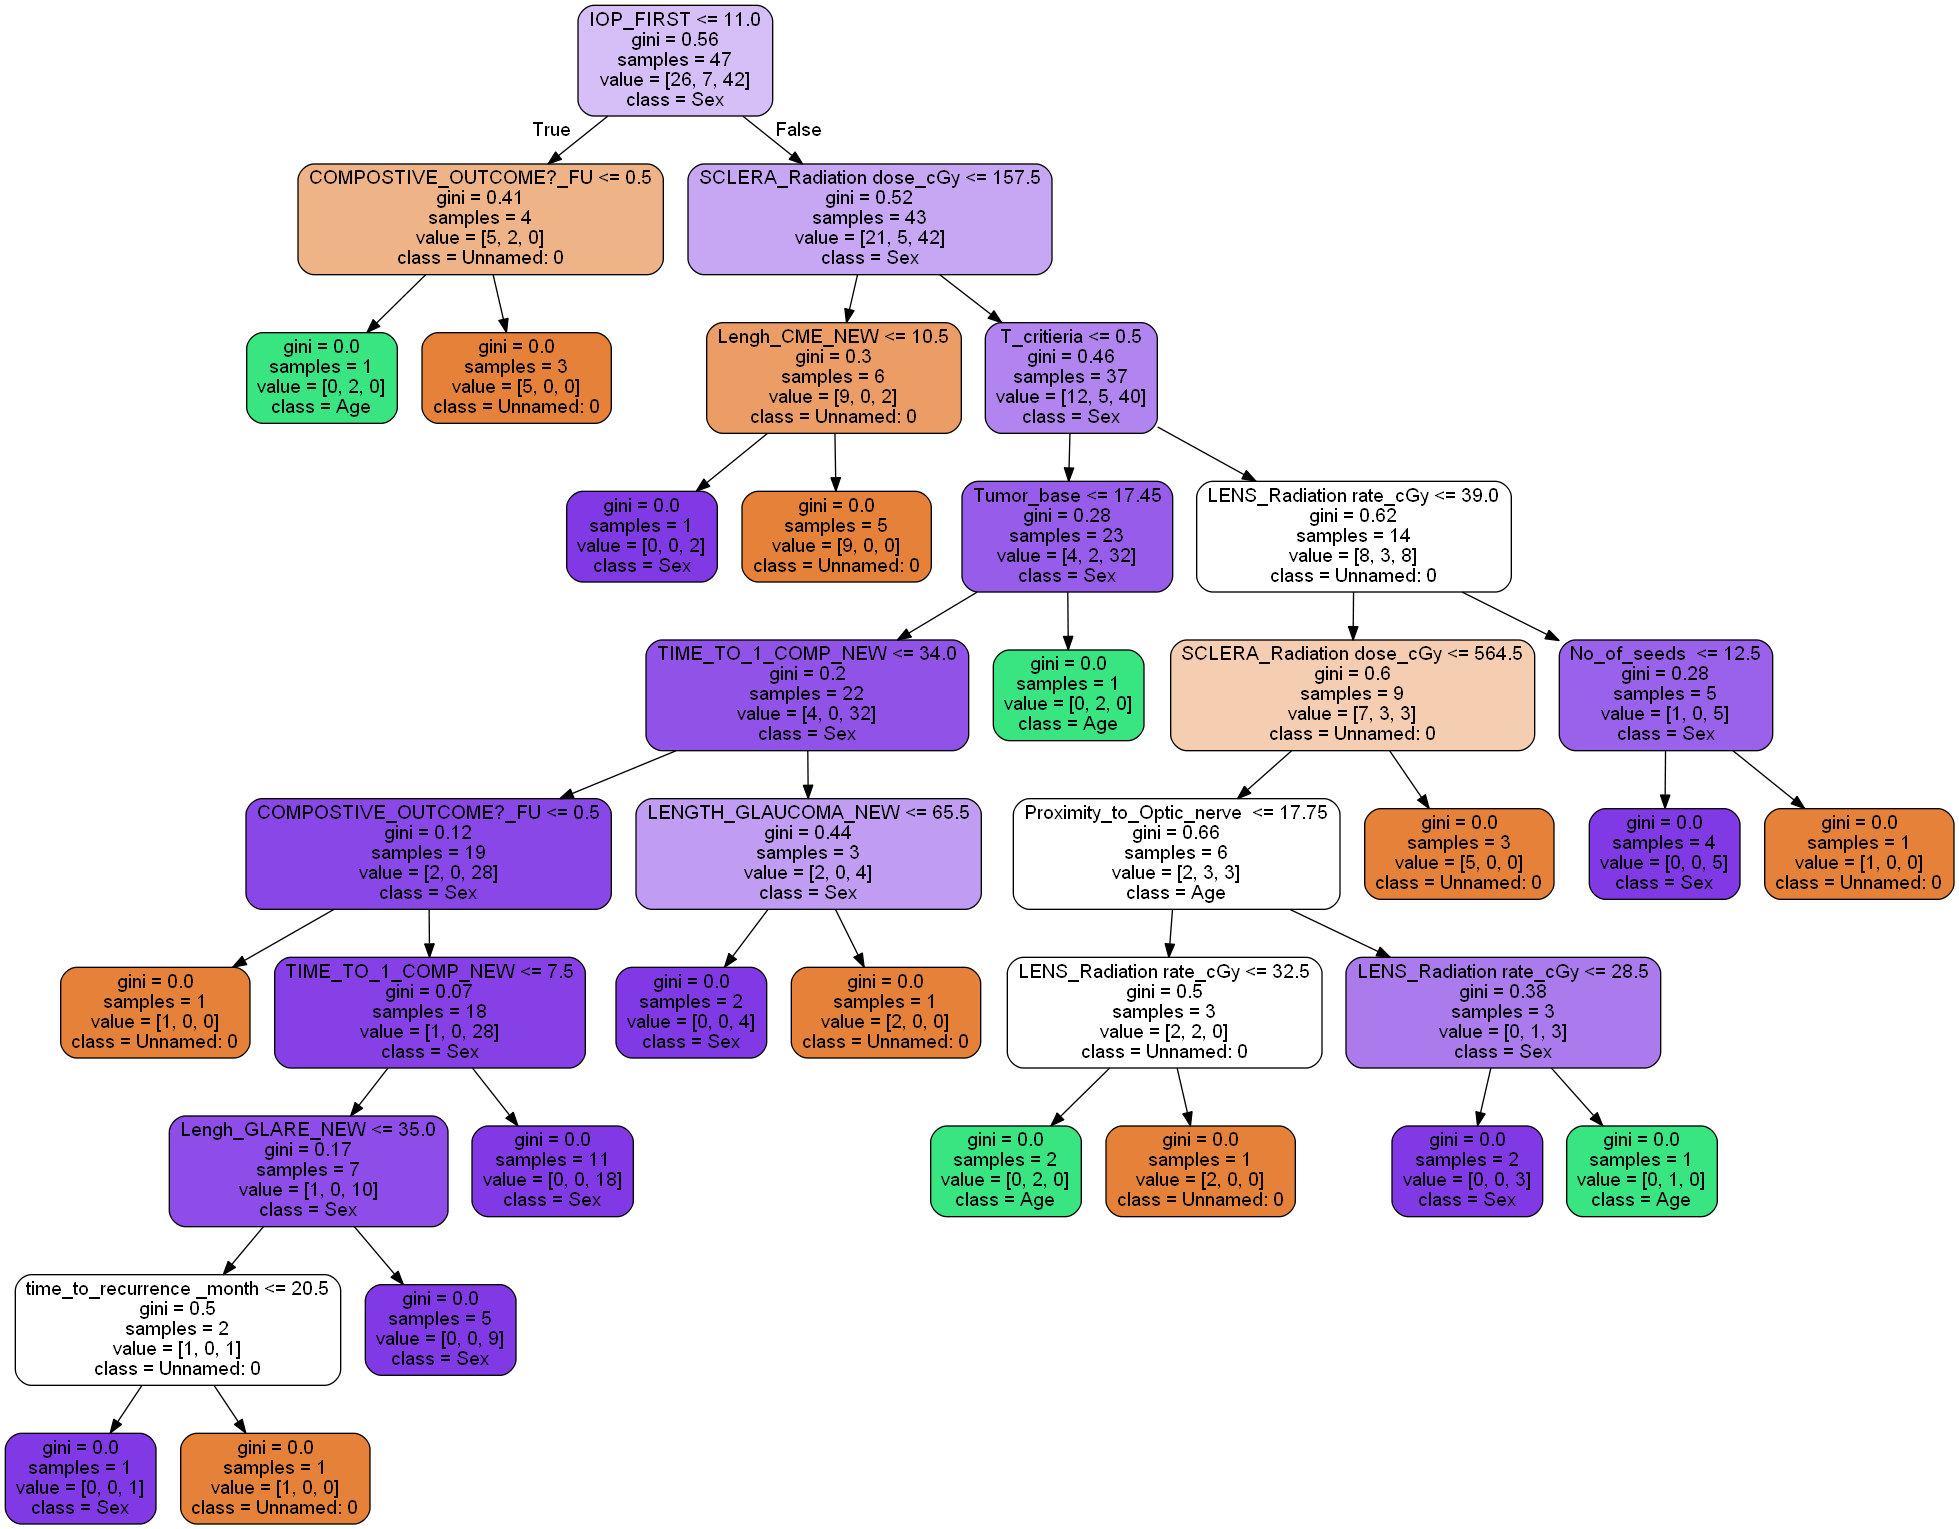 IOP_FIRST <= 11.0
gini = 0.56
samples = 47
value = [26, 7, 42]
class = Sex
True
False
COMPOSTIVE_OUTCOME?_FU <= 0.5
gini = 0.41
samples = 4
value = [5, 2, 0]
class = Unnamed: 0
SCLERA_Radiation dose_cGy <= 157.5
gini = 0.52
samples = 43
value = [21, 5, 42]
class = Sex
gini = 0.0
samples = 1
value = [0, 2, 0]
class = Age
gini = 0.0
samples = 3
value = [5, 0, 0]
class = Unnamed: 0
Lengh_CME_NEW <= 10.5
gini = 0.3
samples = 6
value = [9, 0, 2]
class = Unnamed: 0
T_critieria <= 0.5
gini = 0.46
samples = 37
value = [12, 5, 40]
class = Sex
gini = 0.0
samples = 1
value = [0, 0, 2]
class = Sex
gini = 0.0
samples = 5
value = [9, 0, 0]
class = Unnamed: 0
Tumor_base <= 17.45
gini = 0.28
samples = 23
value = [4, 2, 32]
class = Sex
LENS_Radiation rate_cGy <= 39.0
gini = 0.62
samples = 14
value = [8, 3, 8]
class = Unnamed: 0
TIME_TO_1_COMP_NEW <= 34.0
gini = 0.2
samples = 22
value = [4, 0, 32]
class = Sex
gini = 0.0
samples = 1
value = [0, 2, 0]
class = Age
SCLERA_Radiation dose_cGy <= 564.5
gini = 0.6
samples = 9
value = [7, 3, 3]
class = Unnamed: 0
No_of_seeds  <= 12.5
gini = 0.28
samples = 5
value = [1, 0, 5]
class = Sex
COMPOSTIVE_OUTCOME?_FU <= 0.5
gini = 0.12
samples = 19
value = [2, 0, 28]
class = Sex
LENGTH_GLAUCOMA_NEW <= 65.5
gini = 0.44
samples = 3
value = [2, 0, 4]
class = Sex
Proximity_to_Optic_nerve  <= 17.75
gini = 0.66
samples = 6
value = [2, 3, 3]
class = Age
gini = 0.0
samples = 3
value = [5, 0, 0]
class = Unnamed: 0
gini = 0.0
samples = 4
value = [0, 0, 5]
class = Sex
gini = 0.0
samples = 1
value = [1, 0, 0]
class = Unnamed: 0
gini = 0.0
samples = 1
value = [1, 0, 0]
class = Unnamed: 0
TIME_TO_1_COMP_NEW <= 7.5
gini = 0.07
samples = 18
value = [1, 0, 28]
class = Sex
gini = 0.0
samples = 2
value = [0, 0, 4]
class = Sex
gini = 0.0
samples = 1
value = [2, 0, 0]
class = Unnamed: 0
LENS_Radiation rate_cGy <= 32.5
gini = 0.5
samples = 3
value = [2, 2, 0]
class = Unnamed: 0
LENS_Radiation rate_cGy <= 28.5
gini = 0.38
samples = 3
value = [0, 1, 3]
class = Sex
Lengh_GLARE_NEW <= 35.0
gini = 0.17
samples = 7
value = [1, 0, 10]
class = Sex
gini = 0.0
samples = 11
value = [0, 0, 18]
class = Sex
gini = 0.0
samples = 2
value = [0, 2, 0]
class = Age
gini = 0.0
samples = 1
value = [2, 0, 0]
class = Unnamed: 0
gini = 0.0
samples = 2
value = [0, 0, 3]
class = Sex
gini = 0.0
samples = 1
value = [0, 1, 0]
class = Age
time_to_recurrence _month <= 20.5
gini = 0.5
samples = 2
value = [1, 0, 1]
class = Unnamed: 0
gini = 0.0
samples = 5
value = [0, 0, 9]
class = Sex
gini = 0.0
samples = 1
value = [0, 0, 1]
class = Sex
gini = 0.0
samples = 1
value = [1, 0, 0]
class = Unnamed: 0